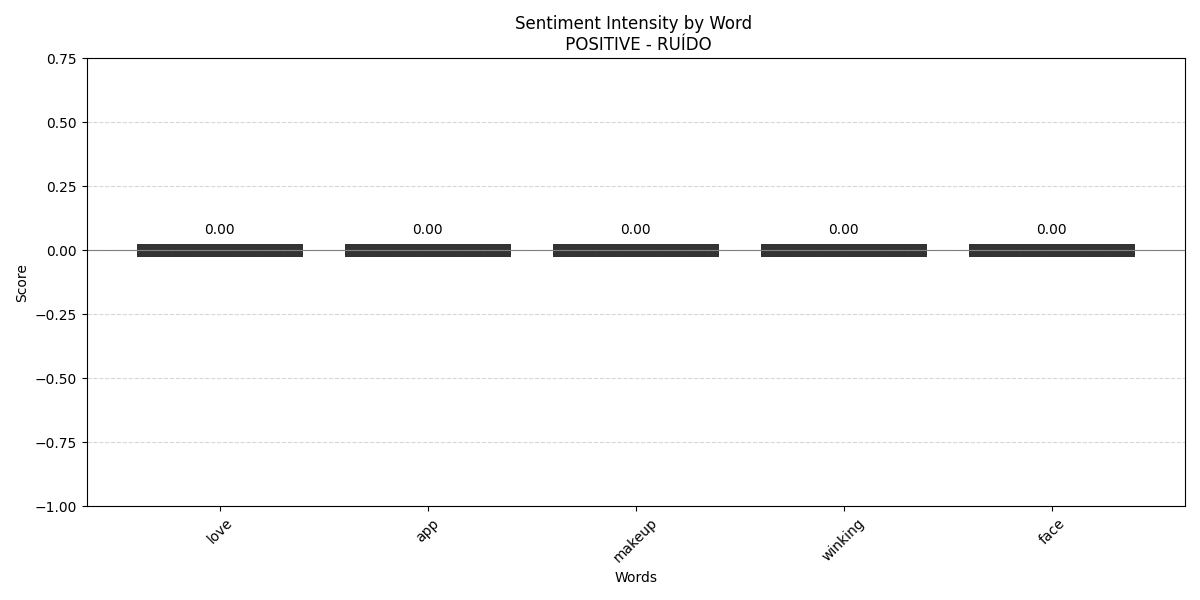 Sentiment Intensity by Word
POSITIVE - RUÍDO
0.75
0.50
0.25
0.00
−0.25
−0.50
−0.75
−1.00
Score
0.00 0.00 0.00 0.00 0.00
love app makeup winking face
Words